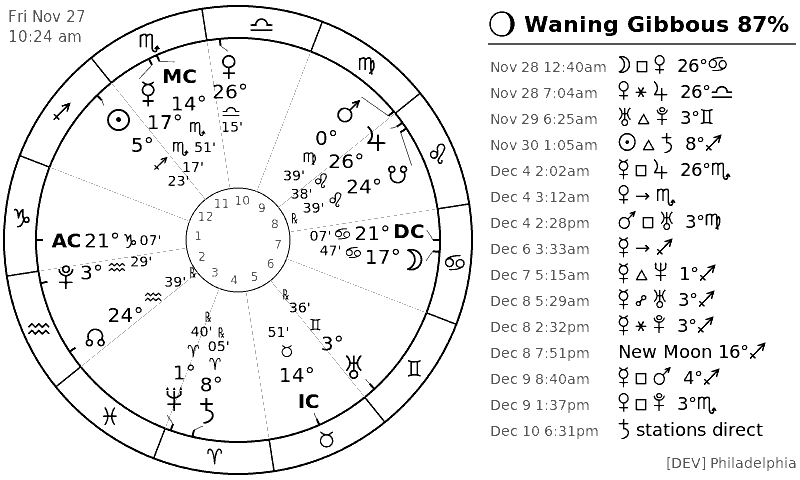 Fri Nov 27
10:24 am
MC
14°
♏
51'
☿
17°
♏
17'
☉
5°
♐
23'
♀
26°
♎
15'
♂
0°
♍
39'
♃
26°
♌
38'
☋
24°
♌
39'
℞
AC 21° ♑ 07'
07' ♋ 21° DC
♇ 3° ♒ 29'
47' ♋ 17° ☽
☊ 24° ♒ 39' ℞
♆ 1° ♈ 40' ℞
♄ 8° ♈ 05' ℞
♅ 3° ♊ 36' ℞
51'
♉
14°
IC
1
2
3
4
5
6
7
8
9
10
11
12
♎
♍
♌
♋
♊
♉
♈
♓
♒
♑
♐
♏
Waning Gibbous 87%
Nov 28 12:40am ☽ □ ♀ 26°♋
Nov 28 7:04am ♀ ⚹ ♃ 26°♎
Nov 29 6:25am ♅ △ ♇ 3°♊
Nov 30 1:05am ☉ △ ♄ 8°♐
Dec 4 2:02am ☿ □ ♃ 26°♏
Dec 4 3:12am ♀ → ♏
Dec 4 2:28pm ♂ □ ♅ 3°♍
Dec 6 3:33am ☿ → ♐
Dec 7 5:15am ☿ △ ♆ 1°♐
Dec 8 5:29am ☿ ☍ ♅ 3°♐
Dec 8 2:32pm ☿ ⚹ ♇ 3°♐
Dec 8 7:51pm New Moon 16°♐
Dec 9 8:40am ☿ □ ♂ 4°♐
Dec 9 1:37pm ♀ □ ♇ 3°♏
Dec 10 6:31pm ♄ stations direct
[DEV] Philadelphia